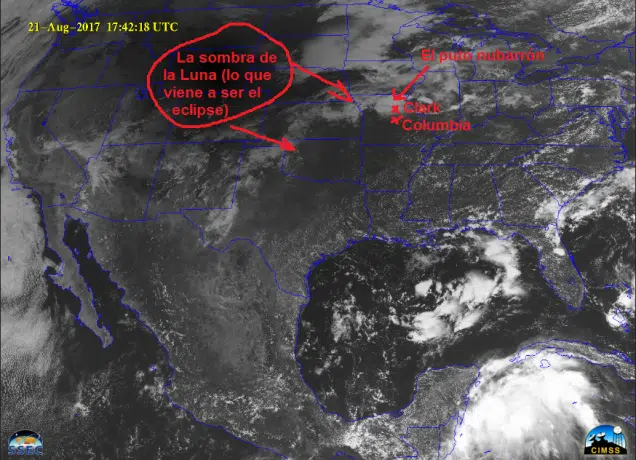 21-Aug-2017 17:42:18 UTC
La sombra de
la Luna (lo que
viene a ser el
eclipse)
El puto nubarrón
Clark
Columbia
SSEC
CIMSS